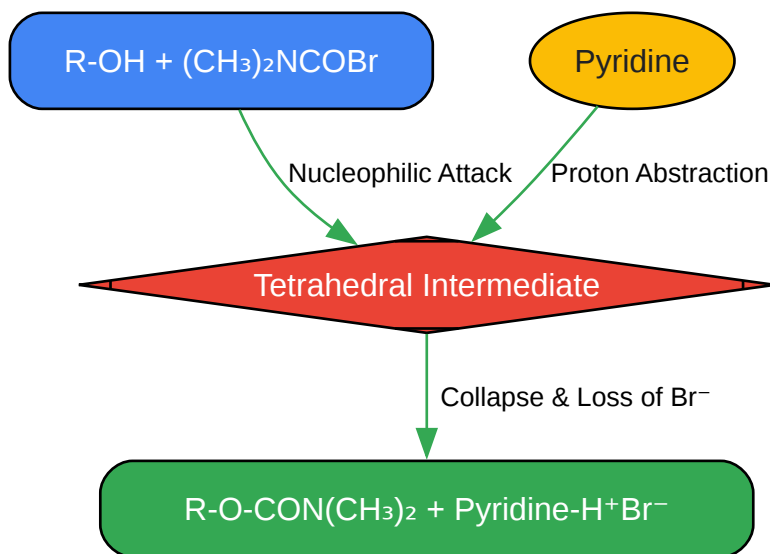 R-OH + (CH₃)₂NCOBr
Pyridine
Nucleophilic Attack
Proton Abstraction
Tetrahedral Intermediate
Collapse & Loss of Br⁻
R-O-CON(CH₃)₂ + Pyridine-H⁺Br⁻